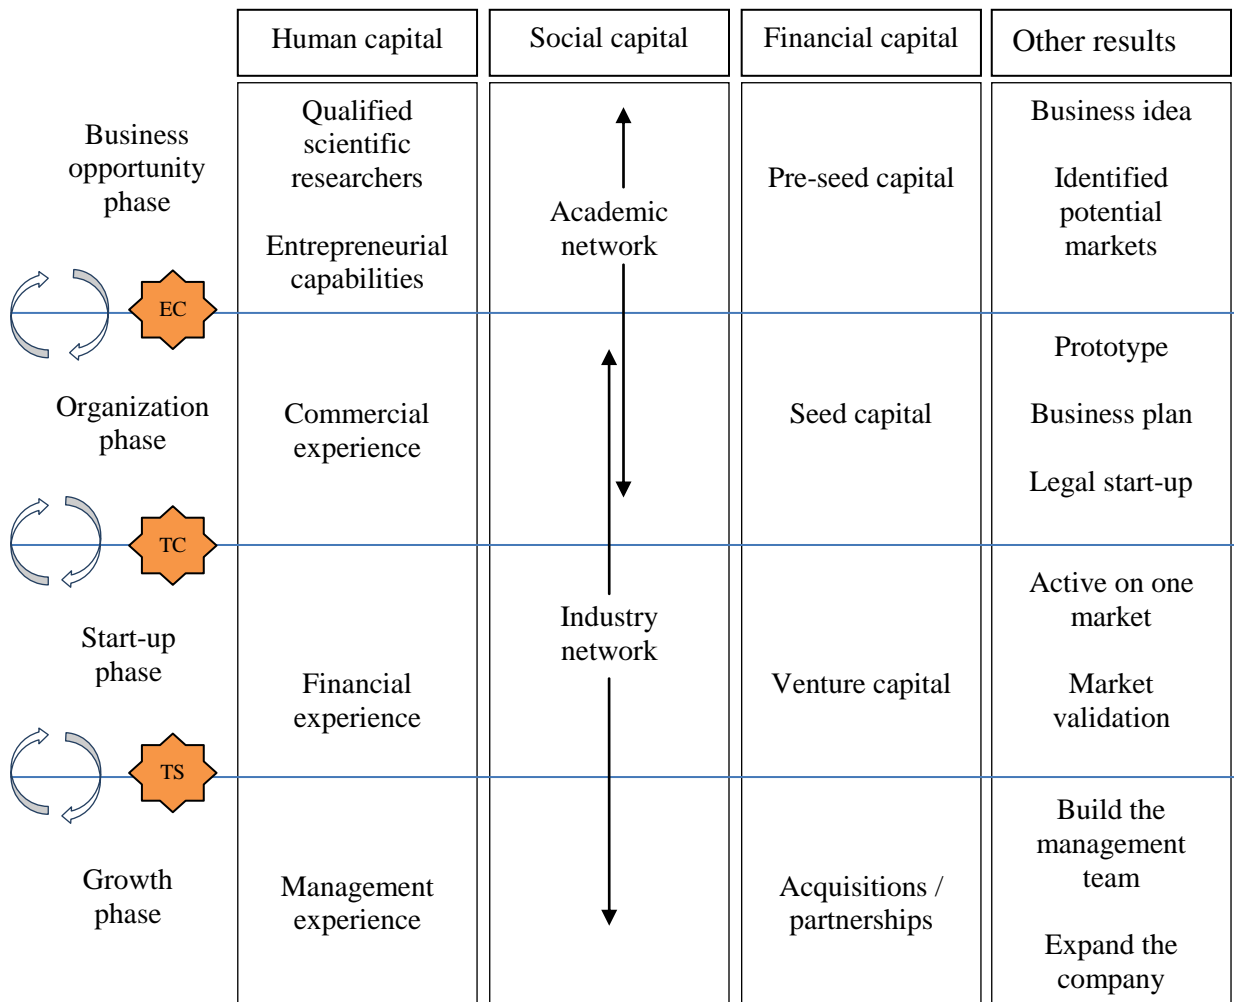 Human capital
Social capital
Financial capital
Other results
Business
opportunity
phase
Qualified
scientific
researchers
Entrepreneurial
capabilities
Academic
network
Pre-seed capital
Business idea
Identified
potential
markets
EC
Organization
phase
Commercial
experience
Seed capital
Prototype
Business plan
Legal start-up
TC
Start-up
phase
Financial
experience
Industry
network
Venture capital
Active on one
market
Market
validation
TS
Growth
phase
Management
experience
Acquisitions /
partnerships
Build the
management
team
Expand the
company